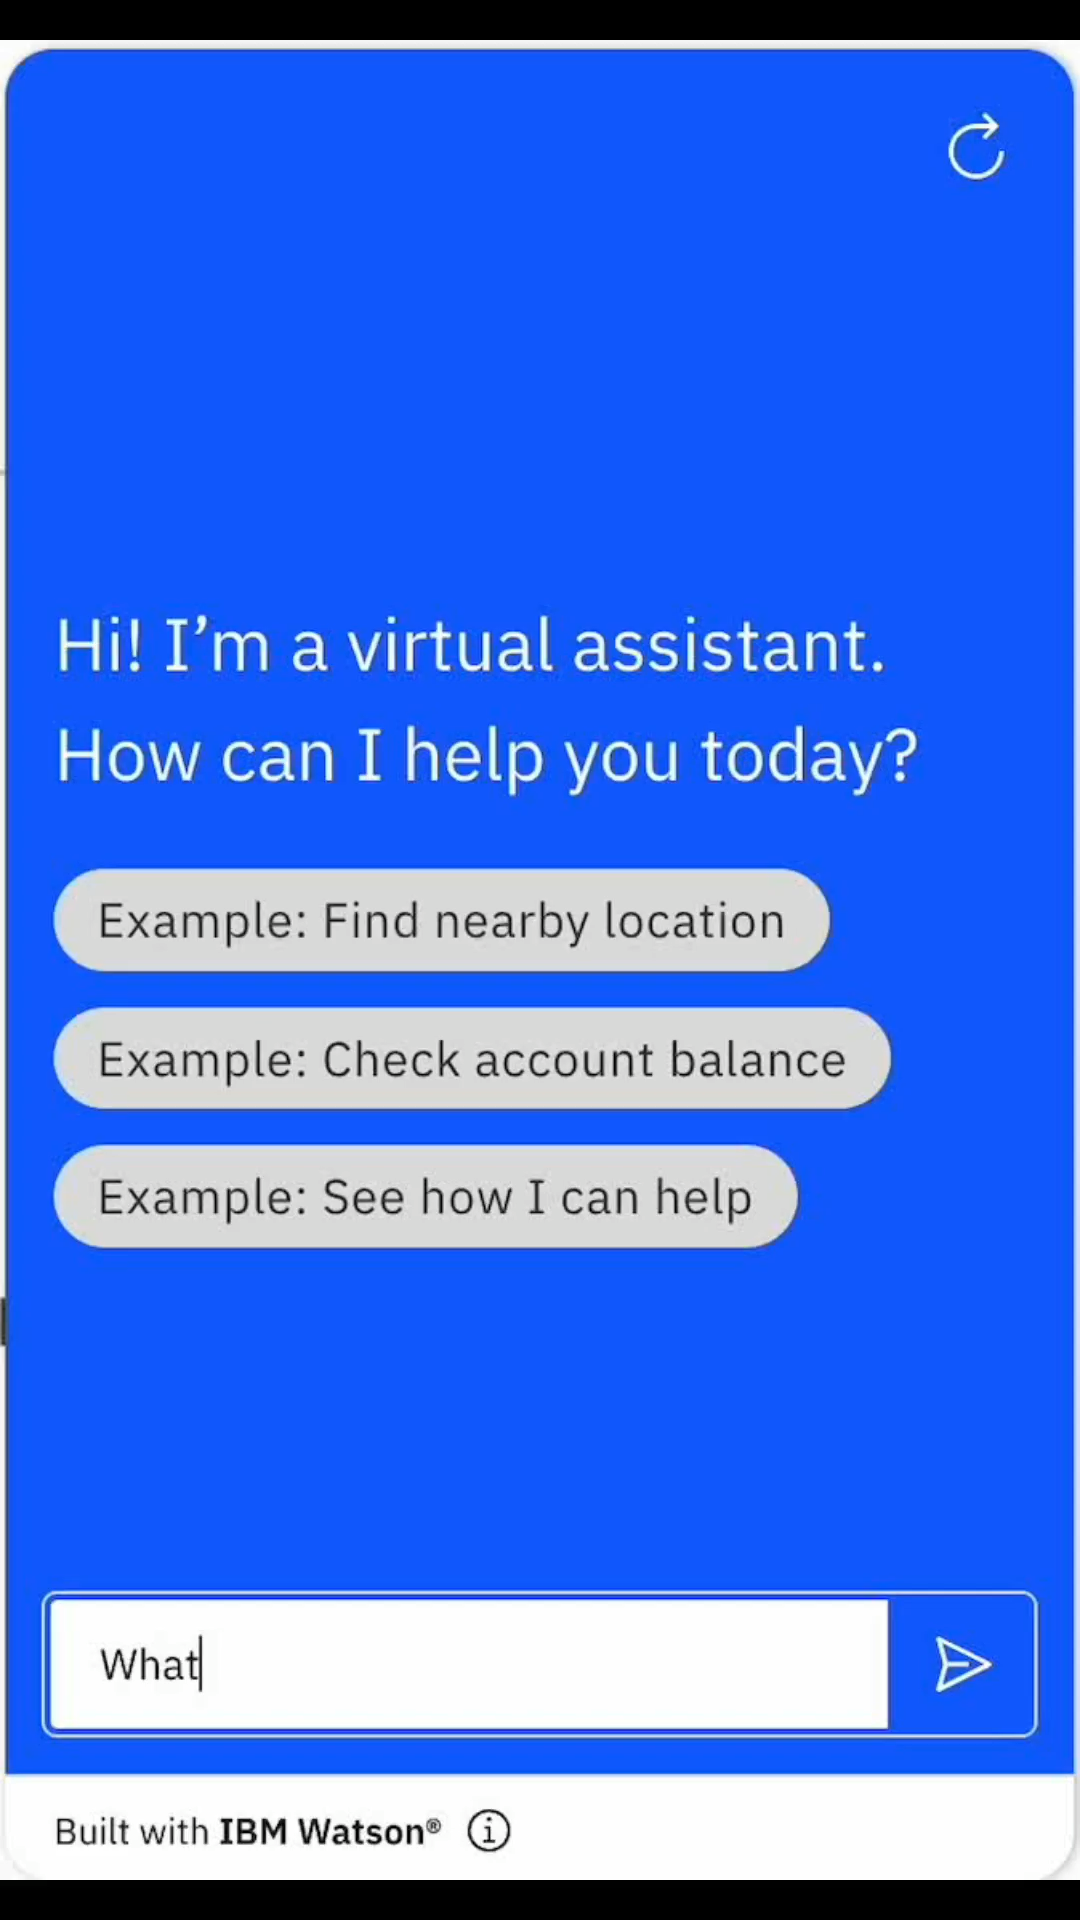 Hi! I’m a virtual assistant.
How can I help you today?
Example: Find nearby location
Example: Check account balance
Example: See how I can help
What
Built with IBM Watson®